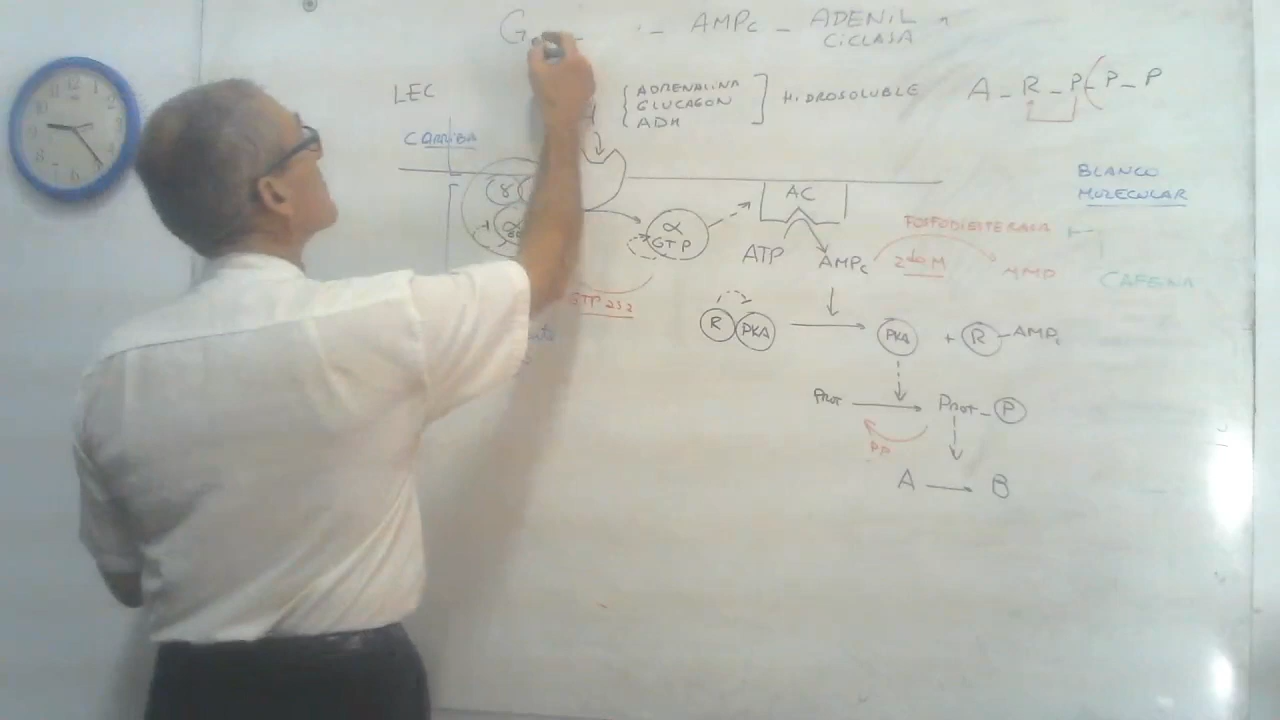 G
AMPc - ADENIL
CICLASA
LEC
ADRENALINA
GLUCAGON
ADH
HIDROSOLUBLE
A - R - P - P - P
CARRIBA
BLANCO
MOLECULAR
AC
α
GTP
ATP
AMPc
FOSFODIESTERASA
2do M
CAFEINA
GTPasa
R PKA
PKA + R - AMPc
PROT
PROT - P
PP
A → B